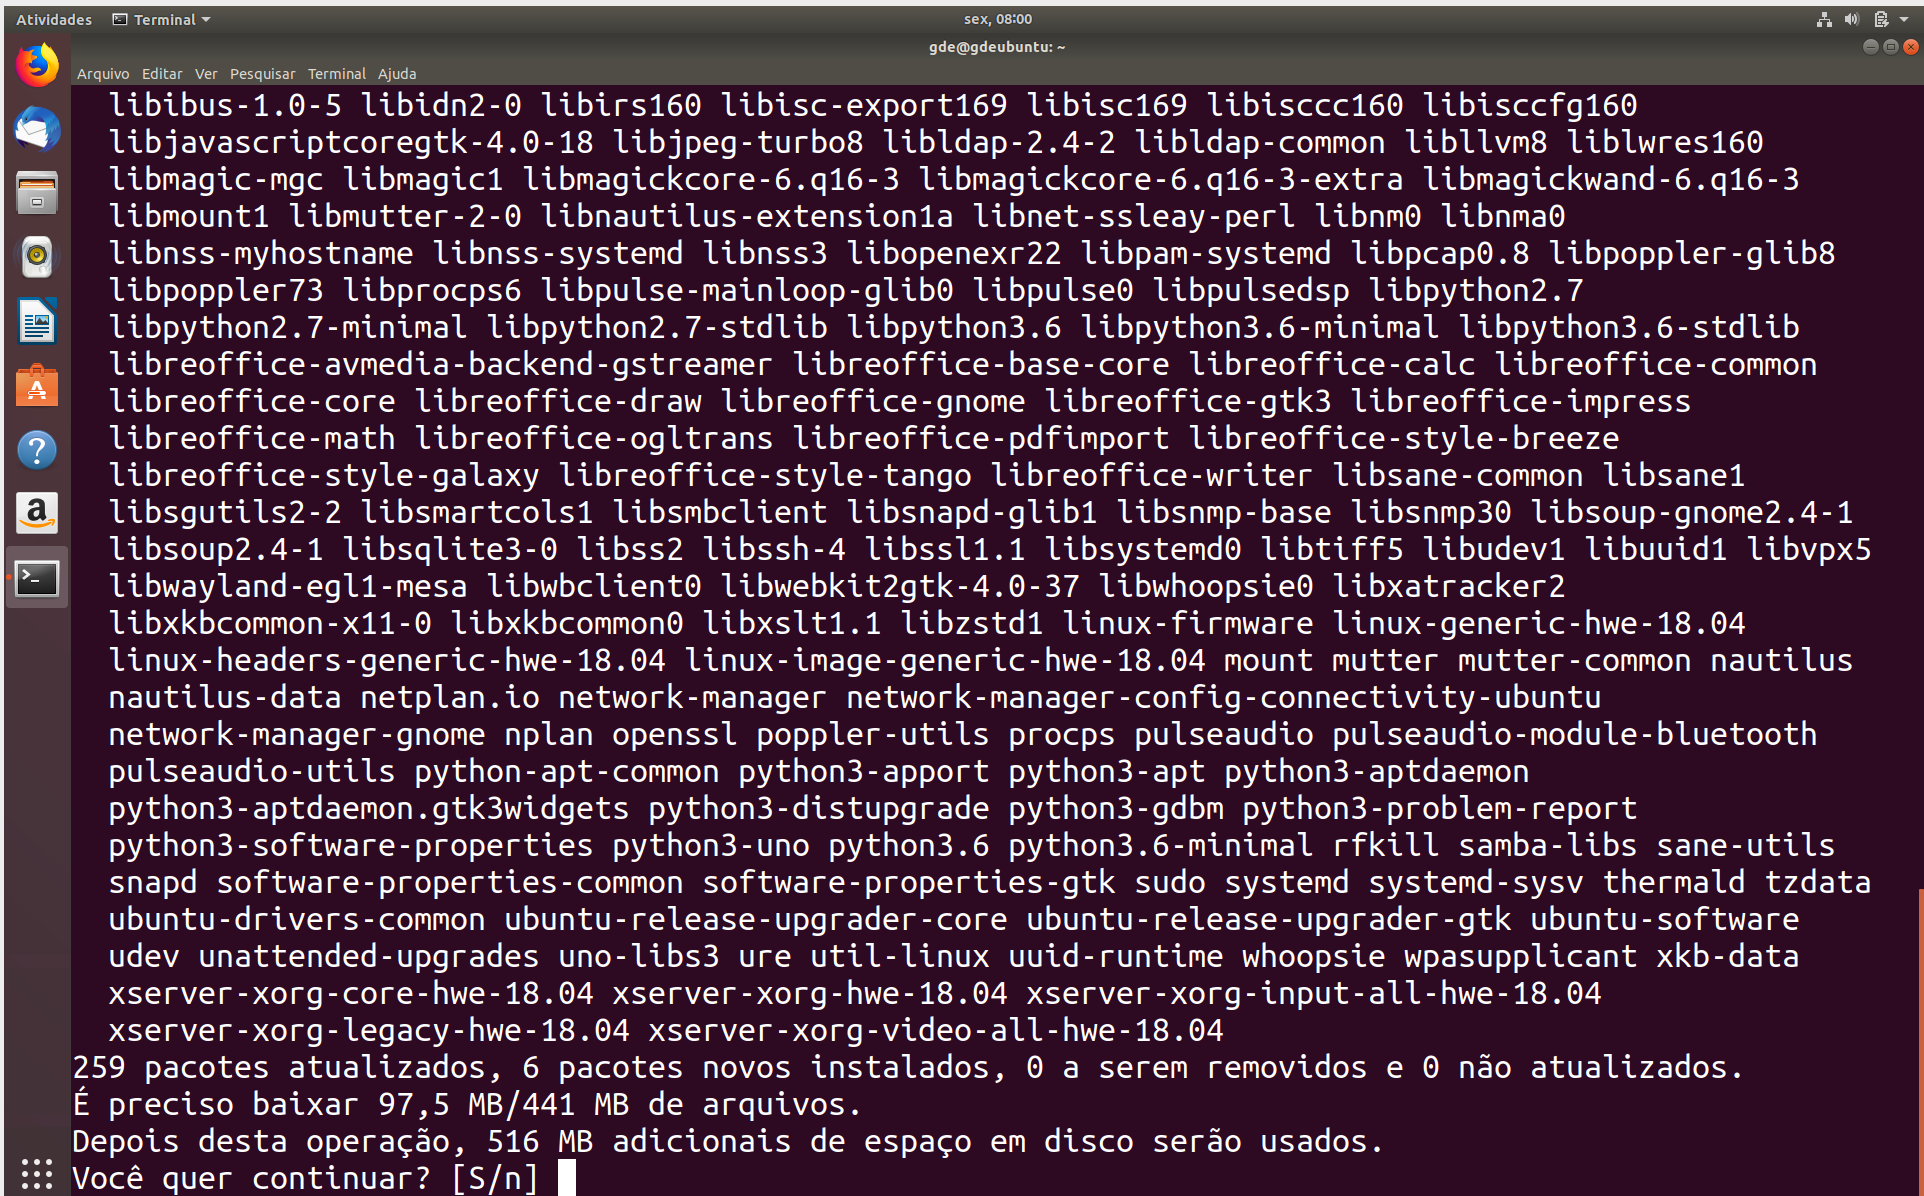 Atividades Terminal sex, 08:00
gde@gdeubuntu: ~
Arquivo Editar Ver Pesquisar Terminal Ajuda
libibus-1.0-5 libidn2-0 libirs160 libisc-export169 libisc169 libisccc160 libisccfg160
libjavascriptcoregtk-4.0-18 libjpeg-turbo8 libldap-2.4-2 libldap-common libllvm8 liblwres160
libmagic-mgc libmagic1 libmagickcore-6.q16-3 libmagickcore-6.q16-3-extra libmagickwand-6.q16-3
libmount1 libmutter-2-0 libnautilus-extension1a libnet-ssleay-perl libnm0 libnma0
libnss-myhostname libnss-systemd libnss3 libopenexr22 libpam-systemd libpcap0.8 libpoppler-glib8
libpoppler73 libprocps6 libpulse-mainloop-glib0 libpulse0 libpulsedsp libpython2.7
libpython2.7-minimal libpython2.7-stdlib libpython3.6 libpython3.6-minimal libpython3.6-stdlib
libreoffice-avmedia-backend-gstreamer libreoffice-base-core libreoffice-calc libreoffice-common
libreoffice-core libreoffice-draw libreoffice-gnome libreoffice-gtk3 libreoffice-impress
libreoffice-math libreoffice-ogltrans libreoffice-pdfimport libreoffice-style-breeze
libreoffice-style-galaxy libreoffice-style-tango libreoffice-writer libsane-common libsane1
libsgutils2-2 libsmartcols1 libsmbclient libsnapd-glib1 libsnmp-base libsnmp30 libsoup-gnome2.4-1
libsoup2.4-1 libsqlite3-0 libss2 libssh-4 libssl1.1 libsystemd0 libtiff5 libudev1 libuuid1 libvpx5
libwayland-egl1-mesa libwbclient0 libwebkit2gtk-4.0-37 libwhoopsie0 libxatracker2
libxkbcommon-x11-0 libxkbcommon0 libxslt1.1 libzstd1 linux-firmware linux-generic-hwe-18.04
linux-headers-generic-hwe-18.04 linux-image-generic-hwe-18.04 mount mutter mutter-common nautilus
nautilus-data netplan.io network-manager network-manager-config-connectivity-ubuntu
network-manager-gnome nplan openssl poppler-utils procps pulseaudio pulseaudio-module-bluetooth
pulseaudio-utils python-apt-common python3-apport python3-apt python3-aptdaemon
python3-aptdaemon.gtk3widgets python3-distupgrade python3-gdbm python3-problem-report
python3-software-properties python3-uno python3.6 python3.6-minimal rfkill samba-libs sane-utils
snapd software-properties-common software-properties-gtk sudo systemd systemd-sysv thermald tzdata
ubuntu-drivers-common ubuntu-release-upgrader-core ubuntu-release-upgrader-gtk ubuntu-software
udev unattended-upgrades uno-libs3 ure util-linux uuid-runtime whoopsie wpasupplicant xkb-data
xserver-xorg-core-hwe-18.04 xserver-xorg-hwe-18.04 xserver-xorg-input-all-hwe-18.04
xserver-xorg-legacy-hwe-18.04 xserver-xorg-video-all-hwe-18.04
259 pacotes atualizados, 6 pacotes novos instalados, 0 a serem removidos e 0 não atualizados.
É preciso baixar 97,5 MB/441 MB de arquivos.
Depois desta operação, 516 MB adicionais de espaço em disco serão usados.
Você quer continuar? [S/n]